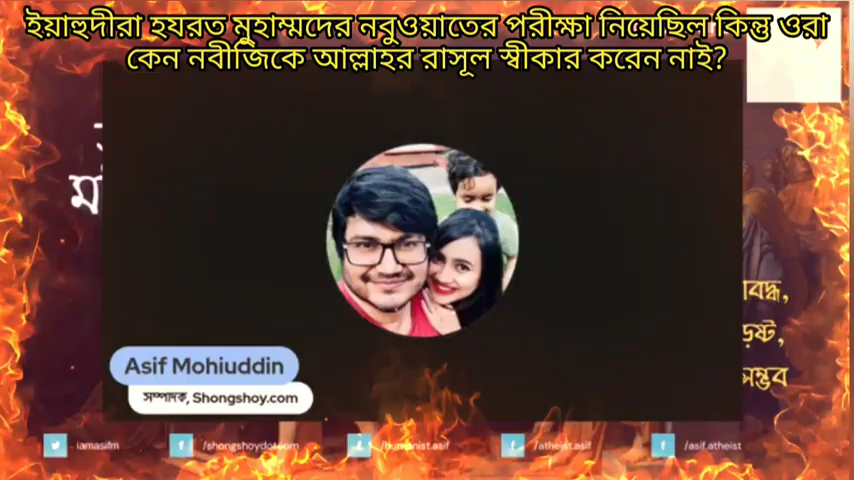 ইয়াহুদীরা হযরত মুহাম্মদের নবুওয়াতের পরীক্ষা নিয়েছিল কিন্তু ওরা
কেন নবীজিকে আল্লাহর রাসূল স্বীকার করেন নাই?
Asif Mohiuddin
সম্পাদক, Shongshoy.com
iamasifm
/shongshoydotcom
/humanist.asif
/atheist.asif
/asif.atheist